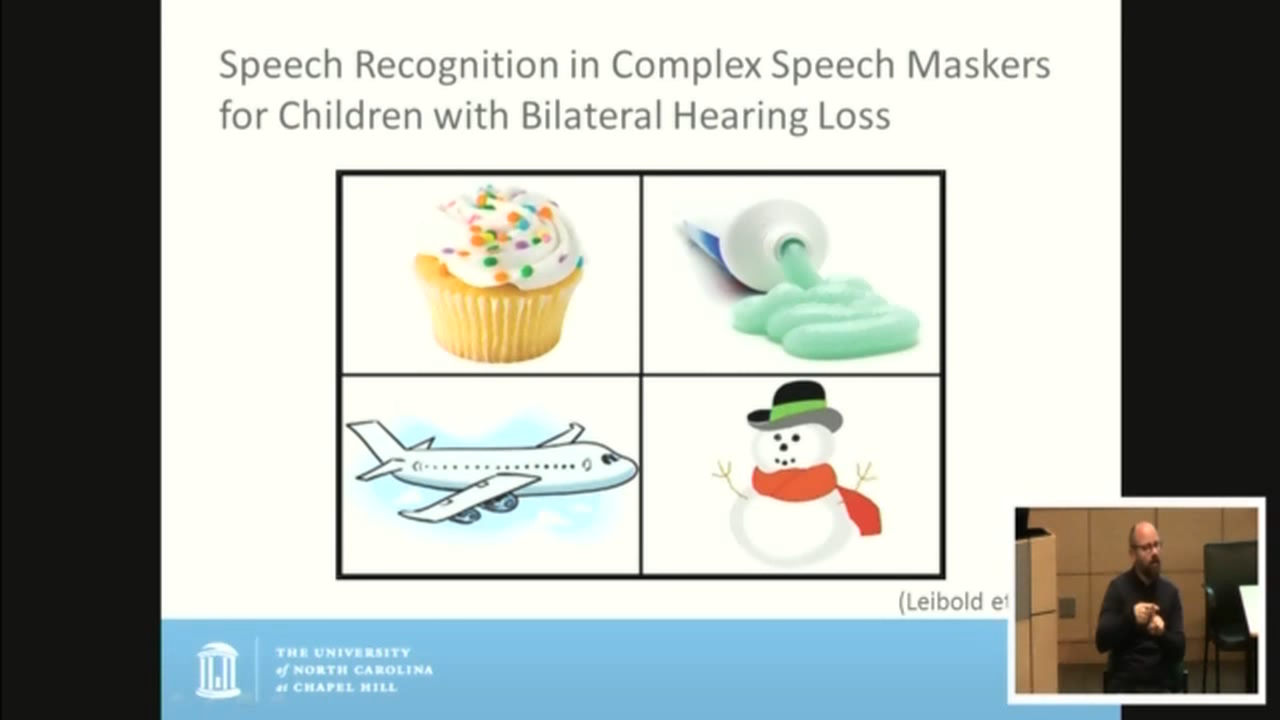 Speech Recognition in Complex Speech Maskers
for Children with Bilateral Hearing Loss
(Leibold et
THE UNIVERSITY
of NORTH CAROLINA
at CHAPEL HILL